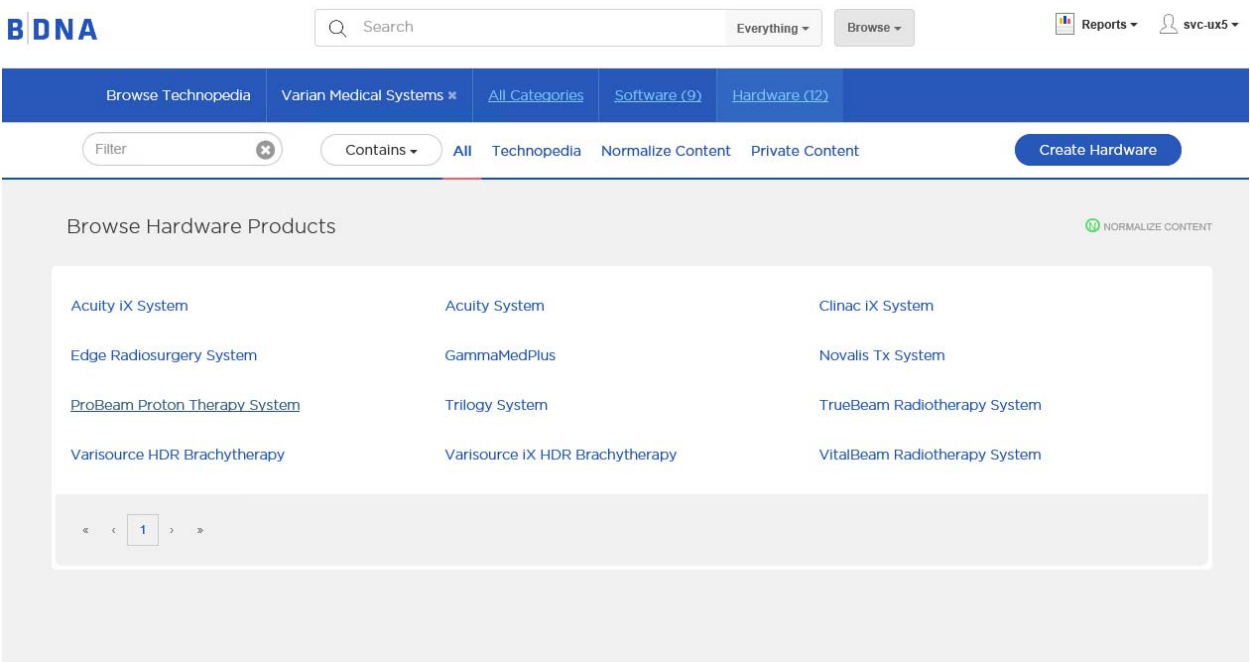 BDNA Search Everything Browse Reports svc-ux5
Browse Technopedia Varian Medical Systems × All Categories Software (9) Hardware (12)
Filter Contains All Technopedia Normalize Content Private Content Create Hardware
Browse Hardware Products N NORMALIZE CONTENT
Acuity iX System Acuity System Clinac iX System
Edge Radiosurgery System GammaMedPlus Novalis Tx System
ProBeam Proton Therapy System Trilogy System TrueBeam Radiotherapy System
Varisource HDR Brachytherapy Varisource iX HDR Brachytherapy VitalBeam Radiotherapy System
« ‹ 1 › »